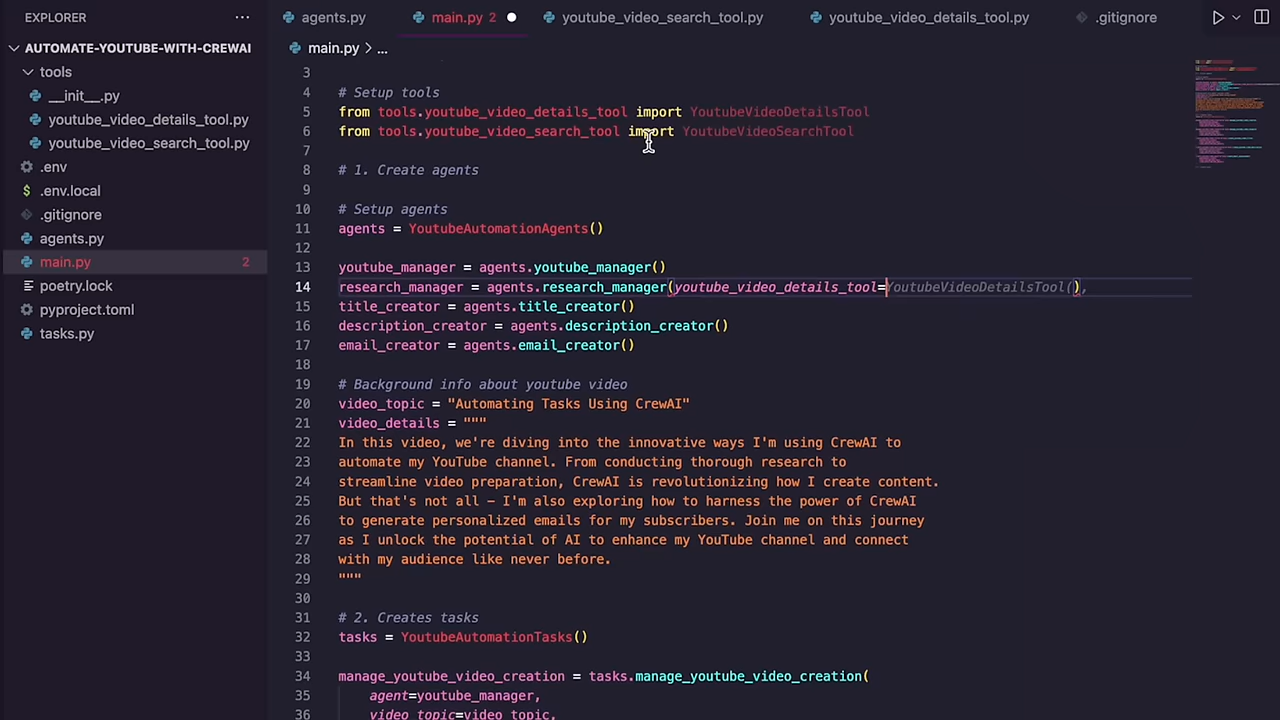 EXPLORER
AUTOMATE-YOUTUBE-WITH-CREWAI
tools
__init__.py
youtube_video_details_tool.py
youtube_video_search_tool.py
.env
$ .env.local
.gitignore
agents.py
main.py 2
poetry.lock
pyproject.toml
tasks.py
agents.py main.py 2 youtube_video_search_tool.py youtube_video_details_tool.py .gitignore
main.py > ...
3
4 # Setup tools
5 from tools.youtube_video_details_tool import YoutubeVideoDetailsTool
6 from tools.youtube_video_search_tool import YoutubeVideoSearchTool
7
8 # 1. Create agents
9
10 # Setup agents
11 agents = YoutubeAutomationAgents()
12
13 youtube_manager = agents.youtube_manager()
14 research_manager = agents.research_manager(youtube_video_details_tool=YoutubeVideoDetailsTool(),
15 title_creator = agents.title_creator()
16 description_creator = agents.description_creator()
17 email_creator = agents.email_creator()
18
19 # Background info about youtube video
20 video_topic = "Automating Tasks Using CrewAI"
21 video_details = """
22 In this video, we're diving into the innovative ways I'm using CrewAI to
23 automate my YouTube channel. From conducting thorough research to
24 streamline video preparation, CrewAI is revolutionizing how I create content.
25 But that's not all – I'm also exploring how to harness the power of CrewAI
26 to generate personalized emails for my subscribers. Join me on this journey
27 as I unlock the potential of AI to enhance my YouTube channel and connect
28 with my audience like never before.
29 """
30
31 # 2. Creates tasks
32 tasks = YoutubeAutomationTasks()
33
34 manage_youtube_video_creation = tasks.manage_youtube_video_creation(
35 agent=youtube_manager,
36 video_topic=video_topic,